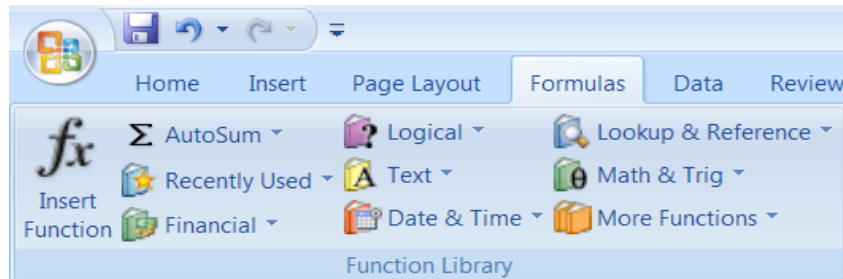 Home Insert Page Layout Formulas Data Review
fx Σ AutoSum Logical Lookup & Reference
Insert Function Recently Used Text Math & Trig
Financial Date & Time More Functions
Function Library